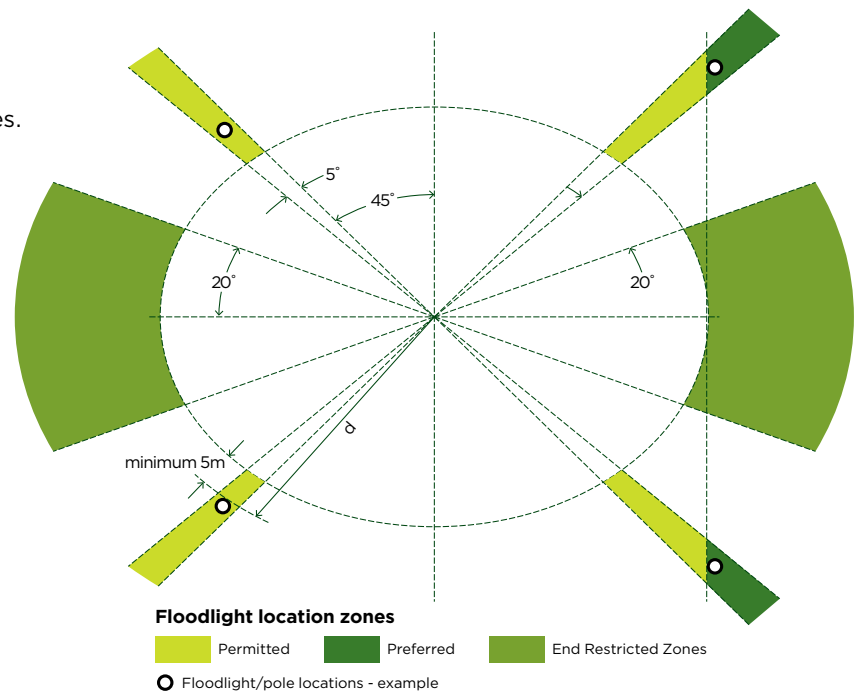 es.
5°
45°
20°
20°
d
minimum 5m
Floodlight location zones
Permitted
Preferred
End Restricted Zones
Floodlight/pole locations - example